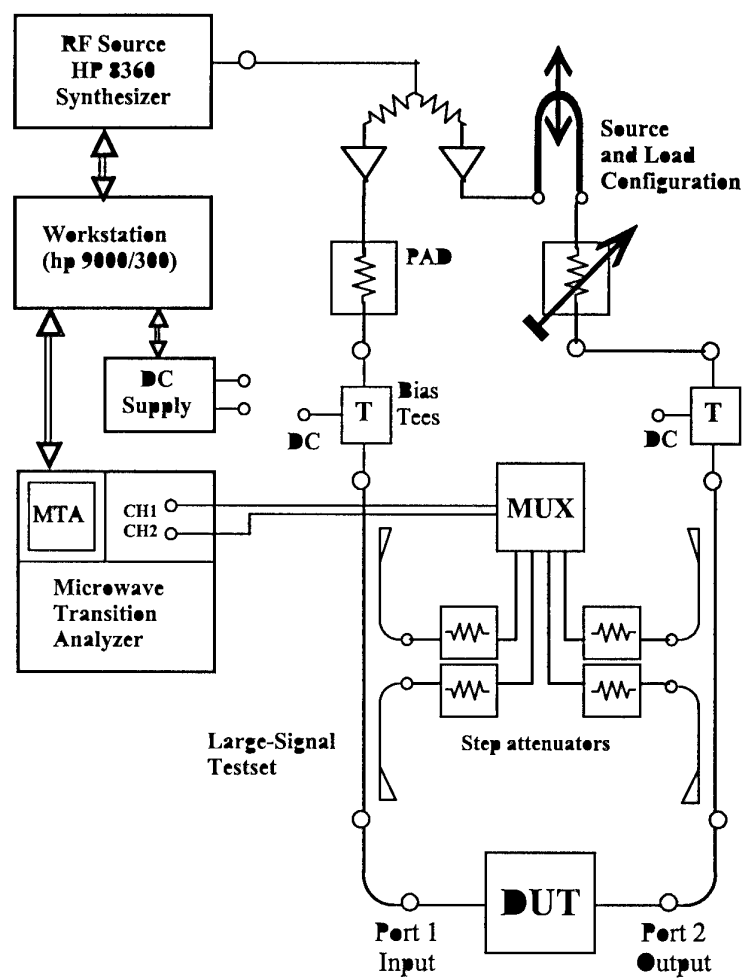 RF Source
HP 8360
Synthesizer
Source
and Load
Configuration
Workstation
(hp 9000/300)
PAD
DC
Supply
T
Bias
Tees
DC
T
DC
MTA
CH1
CH2
MUX
Microwave
Transition
Analyzer
Large-Signal
Testset
Step attenuators
DUT
Port 1
Input
Port 2
Output